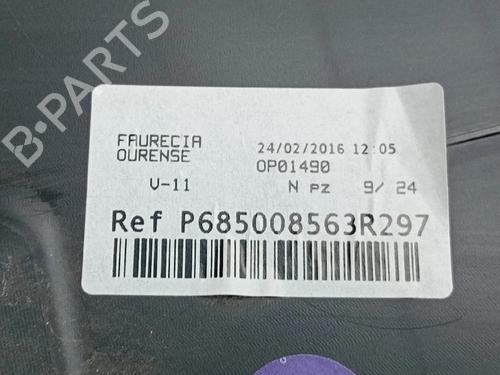 B-PARTS
FAURECIA
OURENSE
24/02/2016 12:05
OP01490
V-11
N pz 9/ 24
Ref P685008563R297